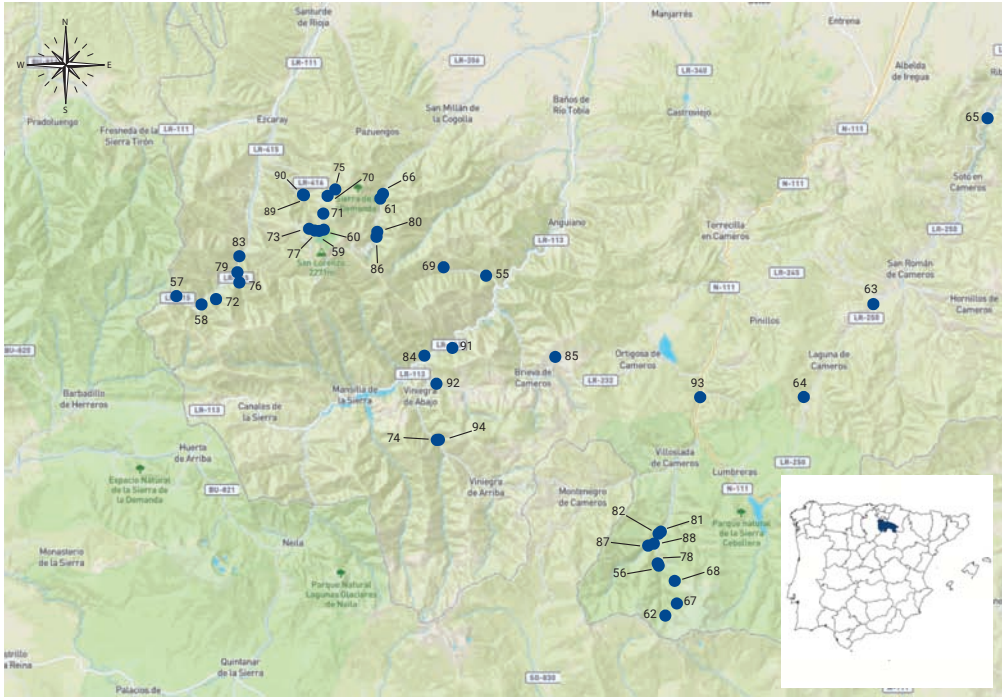 N
W
E
S
Santurde
de Rioja
Manjarrés
Entrena
LR-111
LR-206
LR-340
Albelda
de Iregua
Pradoluengo
Fresneda de la
Sierra Tirón
LR-111
Ezcaray
San Millán de
la Cogolla
Baños de
Río Tobía
Castroviejo
N-111
65
Pazuengos
LR-415
90
LR-416
75
70
66
N-111
Soto en
Cameros
89
71
61
73
60
80
77
59
86
San Lorenzo
Anguiano
LR-113
Torrecilla
en Cameros
LR-250
83
79
76
69
55
LR-245
San Román
de Cameros
57
58
72
N-111
63
LR-250
Hornillos de
Cameros
Pinillos
BU-820
84
91
85
Ortigosa de
Cameros
Laguna de
Cameros
LR-113
92
Brieva de
Cameros
LR-232
93
64
Barbadillo
de Herreros
Mansilla de
la Sierra
Viniegra
de Abajo
LR-113
Canales de
la Sierra
74
94
Huerta
de Arriba
Villoslada
de Cameros
LR-250
Lumbreras
Espacio Natural
de la Sierra de
la Demanda
BU-821
Viniegra
de Arriba
Montenegro
de Cameros
N-111
Parque natural
de la Sierra
Cebollera
82
81
87
88
78
56
68
67
62
Monasterio
de la Sierra
Neila
Parque Natural
Lagunas Glaciares
de Neila
Quintanar
de la Sierra
Palacios de
SO-830
N-111